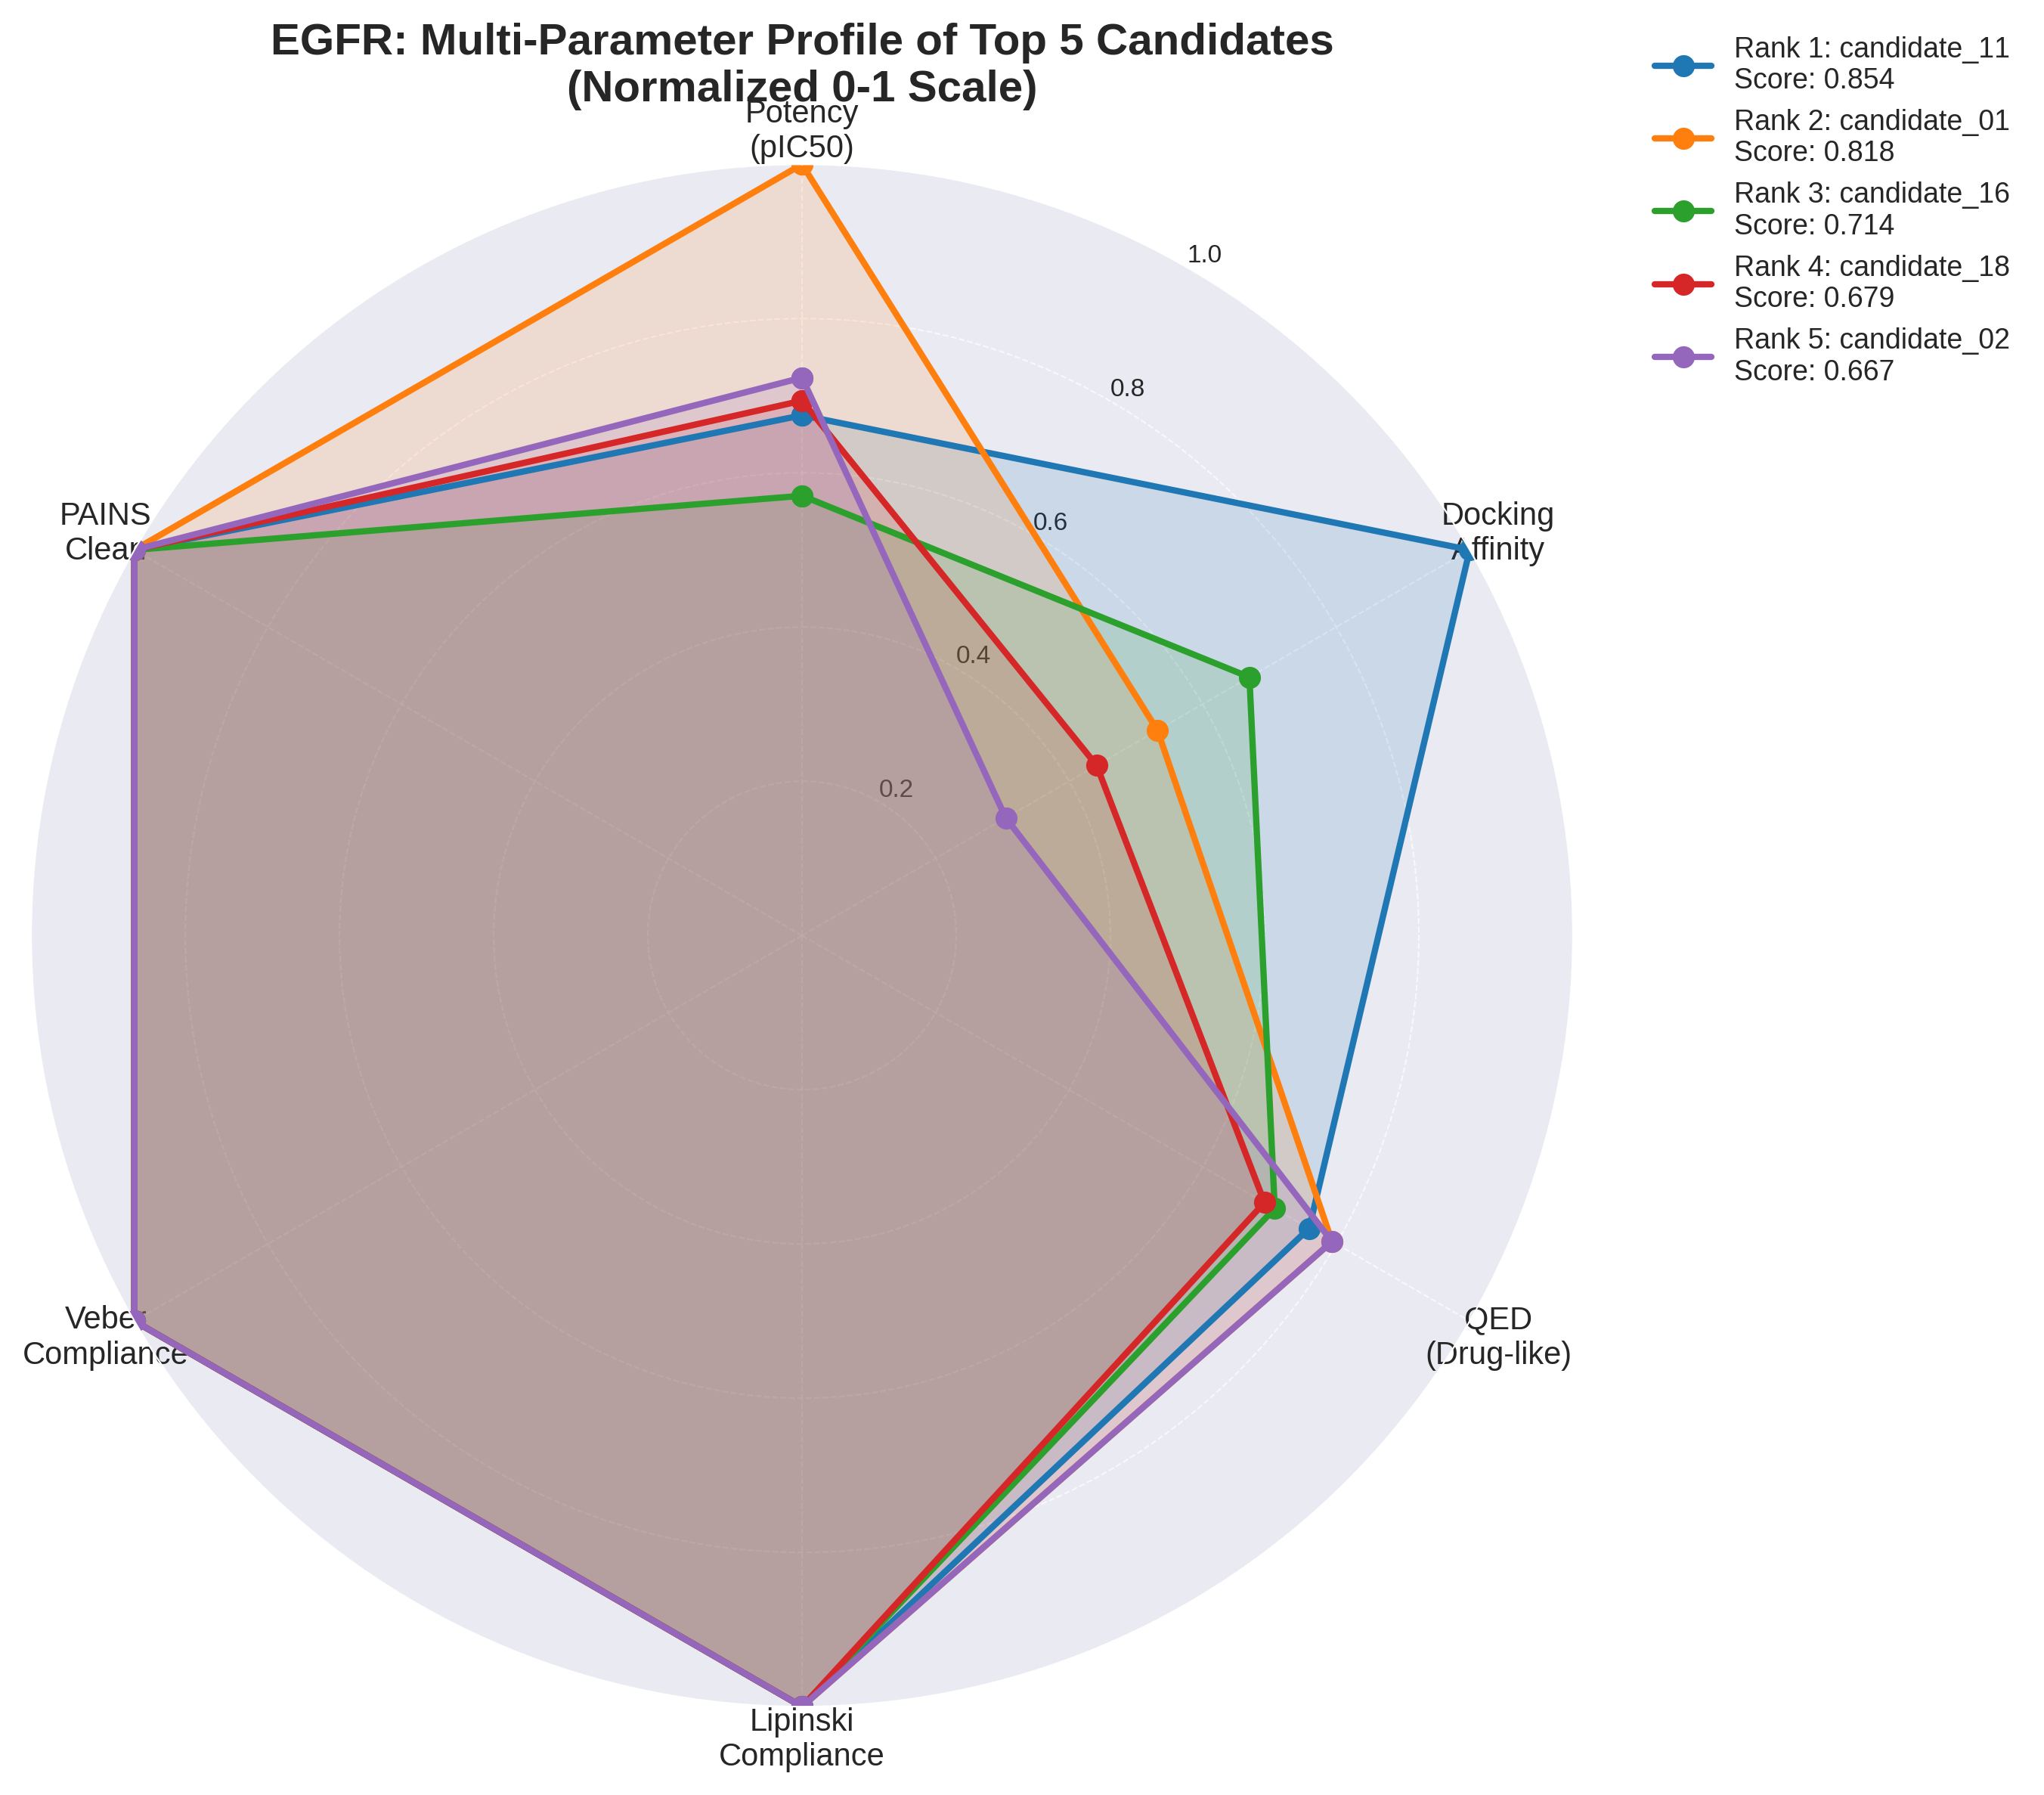 EGFR: Multi-Parameter Profile of Top 5 Candidates
(Normalized 0-1 Scale)
Rank 1: candidate_11
Score: 0.854
Rank 2: candidate_01
Score: 0.818
Rank 3: candidate_16
Score: 0.714
Rank 4: candidate_18
Score: 0.679
Rank 5: candidate_02
Score: 0.667
Potency
(pIC50)
1.0
0.8
0.6
0.4
0.2
PAINS
Clean
Docking
Affinity
Veber
Compliance
QED
(Drug-like)
Lipinski
Compliance